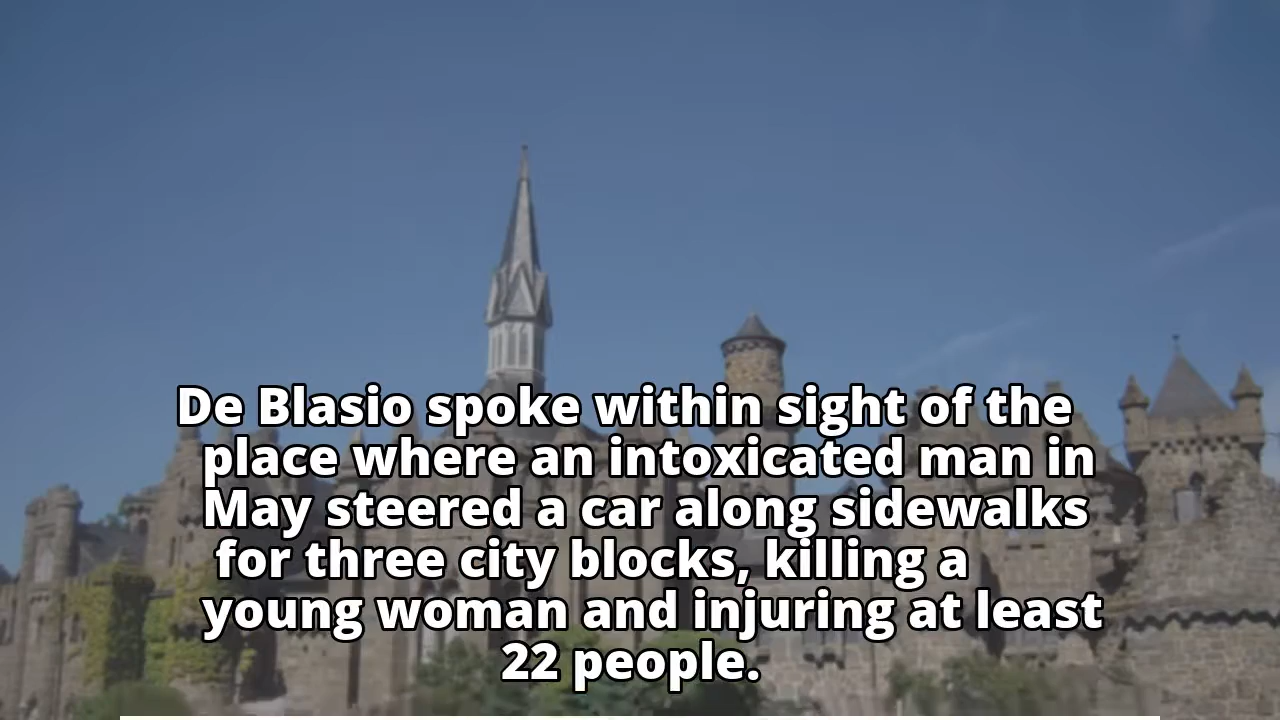 De Blasio spoke within sight of the
place where an intoxicated man in
May steered a car along sidewalks
for three city blocks, killing a
young woman and injuring at least
22 people.